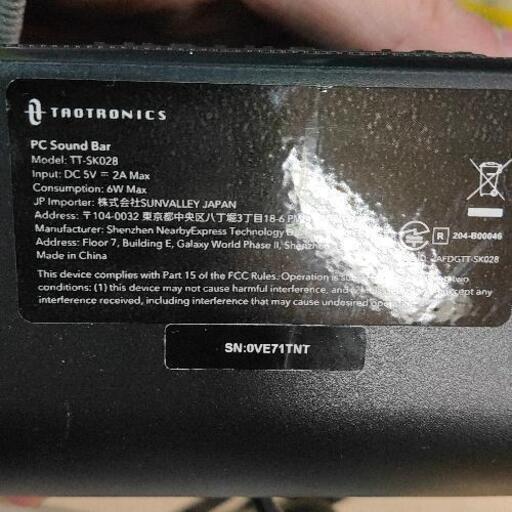 TAOTRONICS
PC Sound Bar
Model: TT-SK028
Input: DC 5V ⎓ 2A Max
Consumption: 6W Max
JP Importer: 株式会社SUNVALLEY JAPAN
Address: 〒104-0032 東京都中央区八丁堀3丁目18-6
Manufacturer: Shenzhen NearbyExpress Technology
Address: Floor 7, Building E, Galaxy World Phase II,
Made in China
R 204-B00046
2AFDGTT-SK028
This device complies with Part 15 of the FCC Rules. Operation is two
conditions: (1) this device may not cause harmful interference, accept any
interference received, including interference that may cause undesired
SN:0VE71TNT